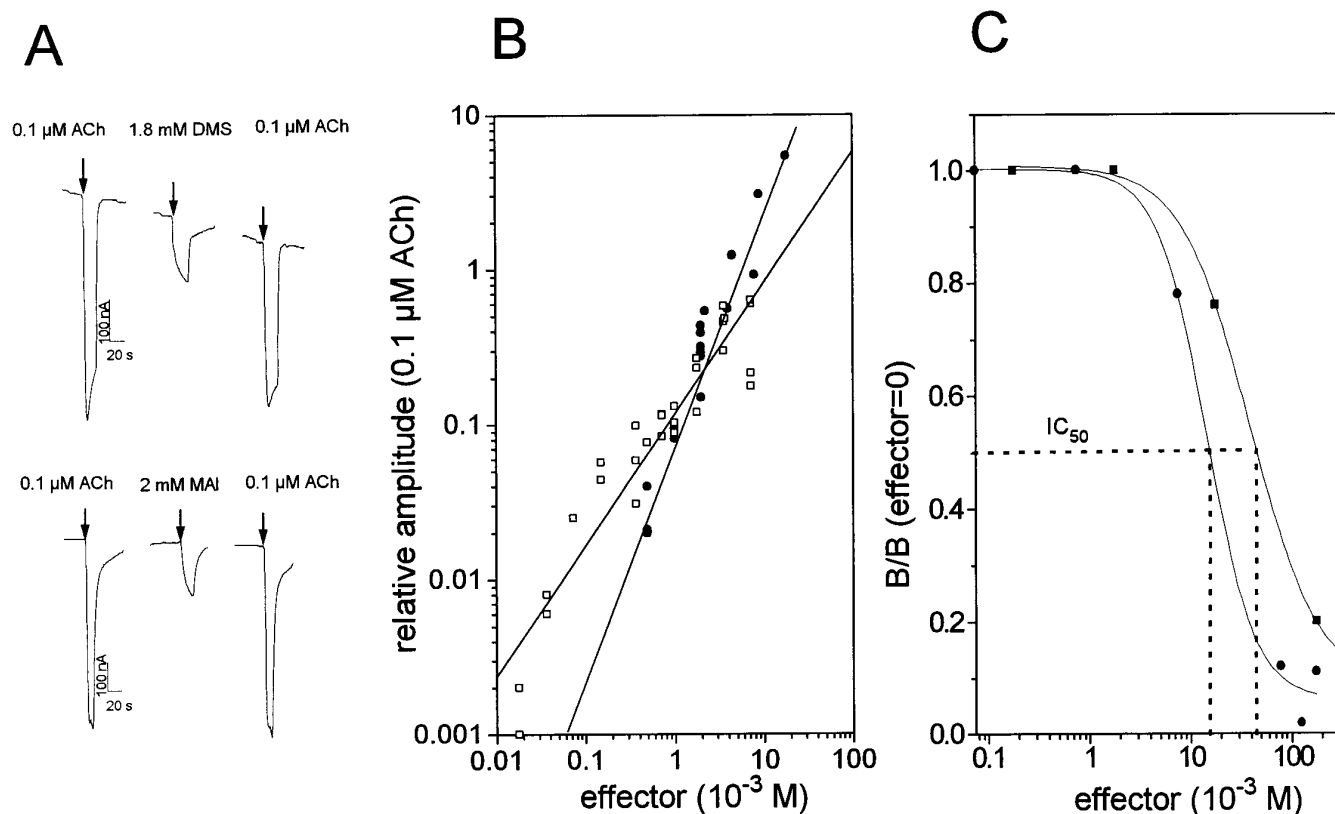 A
0.1 µM ACh 1.8 mM DMS 0.1 µM ACh
100 nA
20 s
0.1 µM ACh 2 mM MAI 0.1 µM ACh
100 nA
20 s
B
relative amplitude (0.1 µM ACh)
10
1
0.1
0.01
0.001
0.01 0.1 1 10 100
effector (10⁻³ M)
C
B/B (effector=0)
1.0
0.8
0.6
0.4
0.2
0.0
IC₅₀
0.1 1 10 100
effector (10⁻³ M)